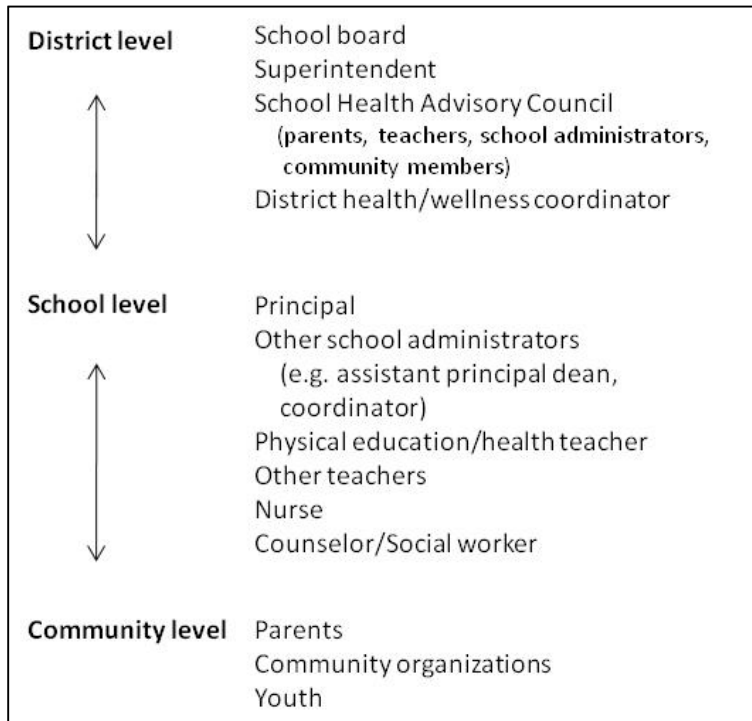 District level School board
Superintendent
School Health Advisory Council
(parents, teachers, school administrators,
community members)
District health/wellness coordinator
School level Principal
Other school administrators
(e.g. assistant principal dean,
coordinator)
Physical education/health teacher
Other teachers
Nurse
Counselor/Social worker
Community level Parents
Community organizations
Youth